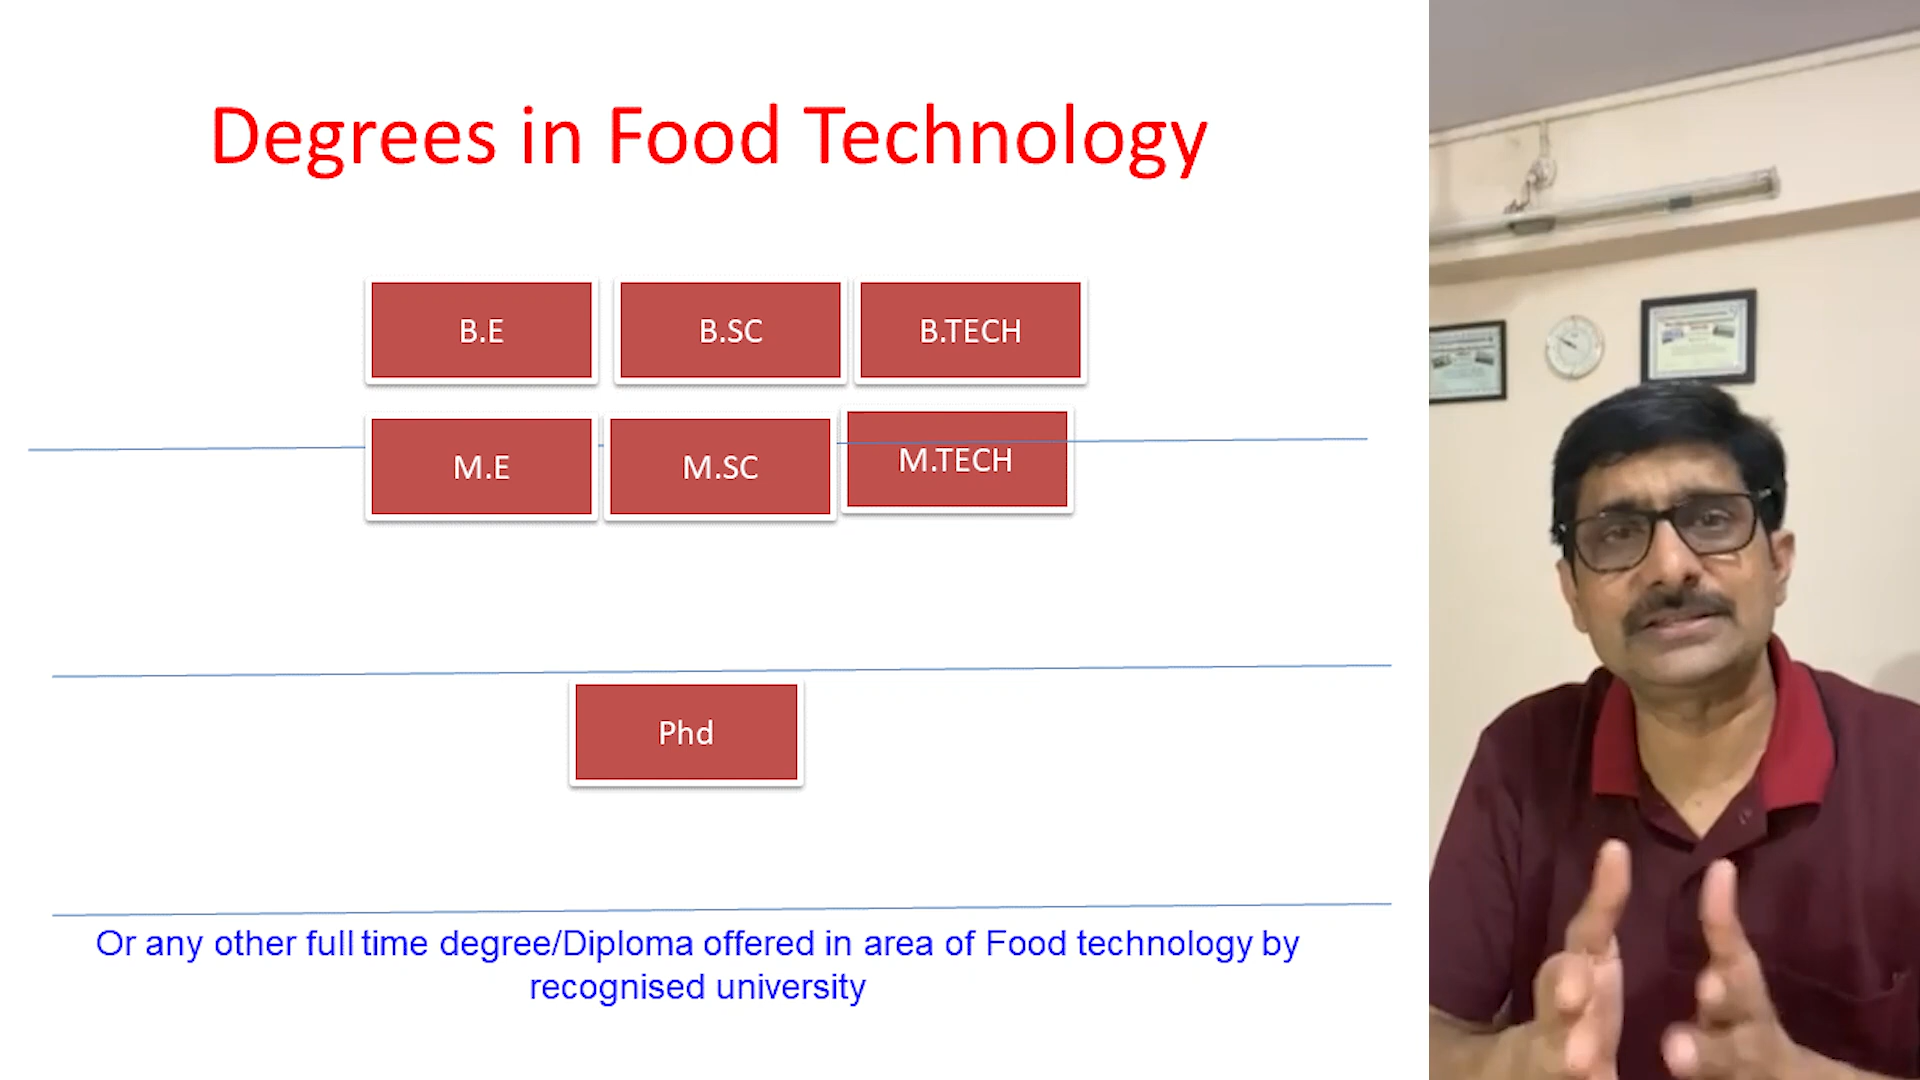 Degrees in Food Technology
B.E
B.SC
B.TECH
M.E
M.SC
M.TECH
Phd
Or any other full time degree/Diploma offered in area of Food technology by
recognised university